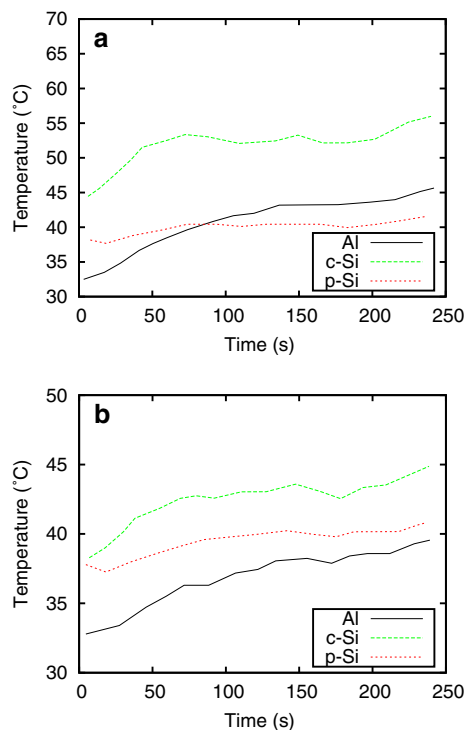 a
Temperature (˚C)
70
65
60
55
50
45
40
35
30
Al
c-Si
p-Si
0 50 100 150 200 250
Time (s)
b
Temperature (˚C)
50
45
40
35
30
Al
c-Si
p-Si
0 50 100 150 200 250
Time (s)